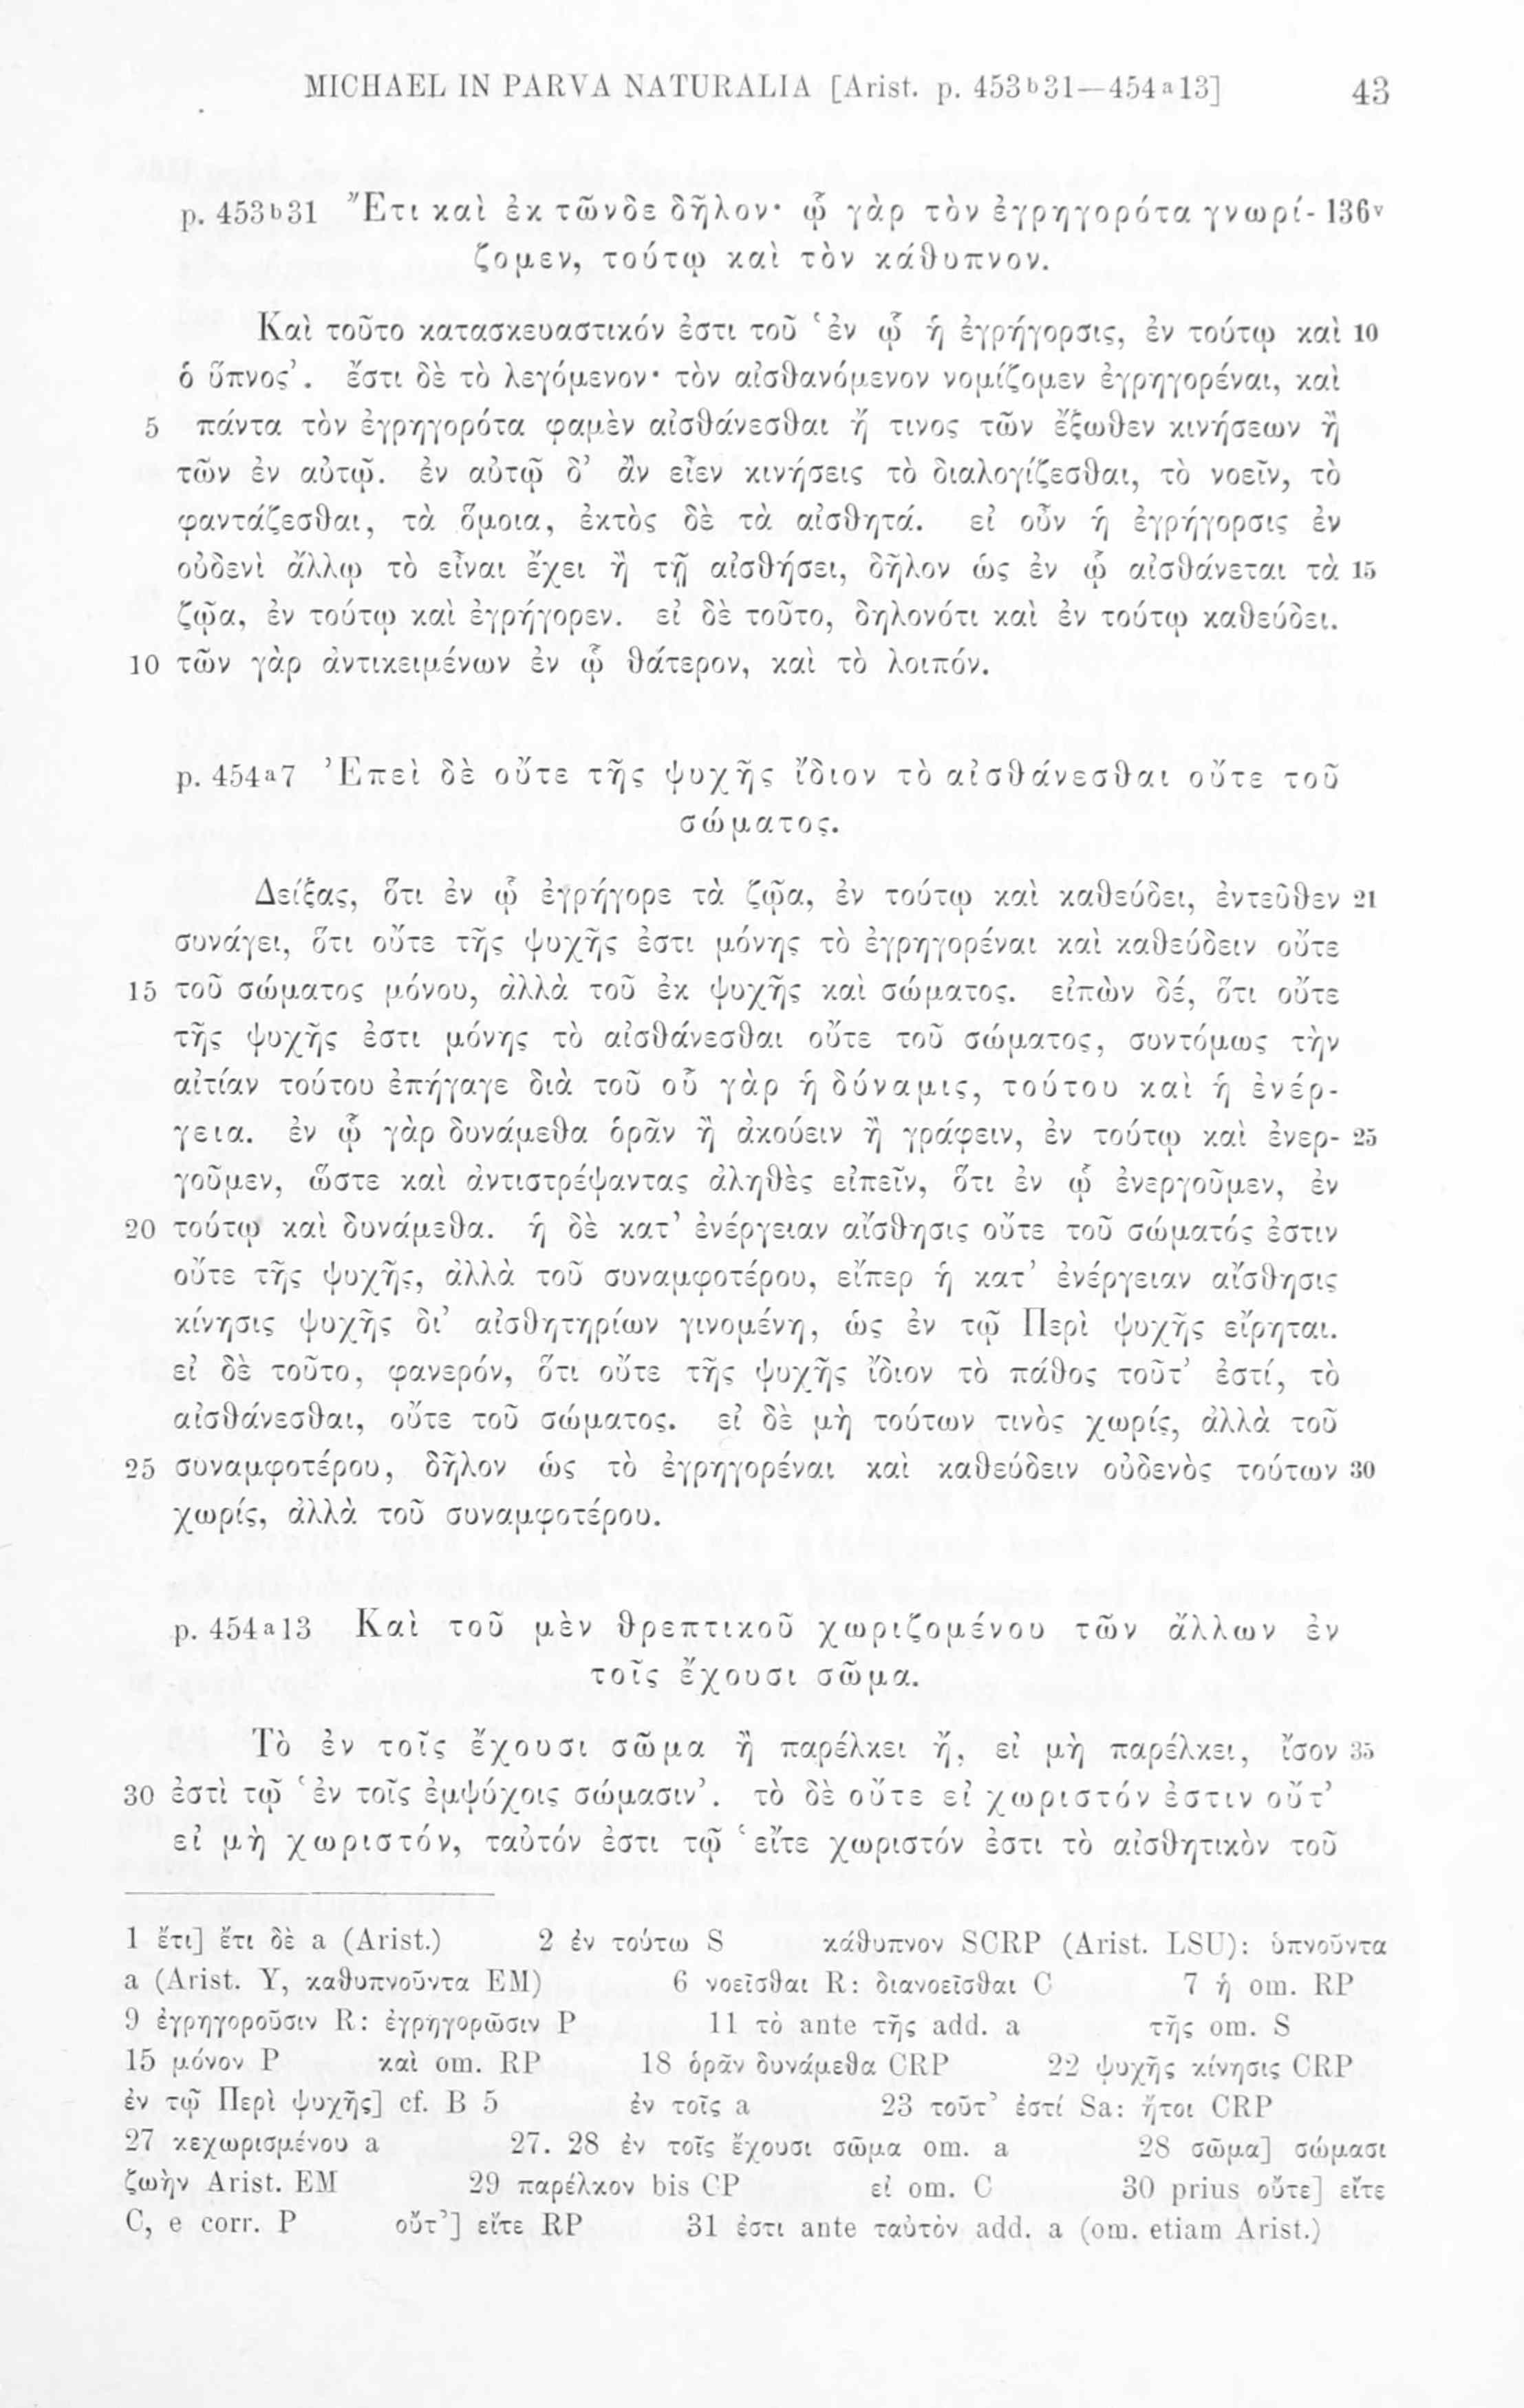 MICHAEL IN PARVA NATURALIA [Arist. p. 453b31—454a13] 43
p. 453b31 Ἔτι καὶ ἐκ τῶνδε δῆλον· ᾧ γὰρ τὸν ἐγρηγορότα γνωρί- 136v
ζομεν, τούτῳ καὶ τὸν κάθυπνον.
Καὶ τοῦτο κατασκευαστικόν ἐστι τοῦ ʽἐν ᾧ ἡ ἐγρήγορσις, ἐν τούτῳ καὶ 10
ὁ ὕπνος’. ἔστι δὲ τὸ λεγόμενον· τὸν αἰσθανόμενον νομίζομεν ἐγρηγορέναι, καὶ
5 πάντα τὸν ἐγρηγορότα φαμὲν αἰσθάνεσθαι ἤ τινος τῶν ἔξωθεν κινήσεων ἢ
τῶν ἐν αὑτῷ. ἐν αὑτῷ δ’ ἂν εἶεν κινήσεις τὸ διαλογίζεσθαι, τὸ νοεῖν, τὸ
φαντάζεσθαι, τὰ ὅμοια, ἐκτὸς δὲ τὰ αἰσθητά. εἰ οὖν ἡ ἐγρήγορσις ἐν
οὐδενὶ ἄλλῳ τὸ εἶναι ἔχει ἢ τῇ αἰσθήσει, δῆλον ὡς ἐν ᾧ αἰσθάνεται τὰ 15
ζῷα, ἐν τούτῳ καὶ ἐγρήγορεν. εἰ δὲ τοῦτο, δηλονότι καὶ ἐν τούτῳ καθεύδει.
10 τῶν γὰρ ἀντικειμένων ἐν ᾧ θάτερον, καὶ τὸ λοιπόν.
p. 454a7 Ἐπεὶ δὲ οὔτε τῆς ψυχῆς ἴδιον τὸ αἰσθάνεσθαι οὔτε τοῦ
σώματος.
Δείξας, ὅτι ἐν ᾧ ἐγρήγορε τὰ ζῷα, ἐν τούτῳ καὶ καθεύδει, ἐντεῦθεν 21
συνάγει, ὅτι οὔτε τῆς ψυχῆς ἐστι μόνης τὸ ἐγρηγορέναι καὶ καθεύδειν οὔτε
15 τοῦ σώματος μόνου, ἀλλὰ τοῦ ἐκ ψυχῆς καὶ σώματος. εἰπὼν δέ, ὅτι οὔτε
τῆς ψυχῆς ἐστι μόνης τὸ αἰσθάνεσθαι οὔτε τοῦ σώματος, συντόμως τὴν
αἰτίαν τούτου ἐπήγαγε διὰ τοῦ οὗ γὰρ ἡ δύναμις, τούτου καὶ ἡ ἐνέρ-
γεια. ἐν ᾧ γὰρ δυνάμεθα ὁρᾶν ἢ ἀκούειν ἢ γράφειν, ἐν τούτῳ καὶ ἐνερ- 25
γοῦμεν, ὥστε καὶ ἀντιστρέψαντας ἀληθὲς εἰπεῖν, ὅτι ἐν ᾧ ἐνεργοῦμεν, ἐν
20 τούτῳ καὶ δυνάμεθα. ἡ δὲ κατ’ ἐνέργειαν αἴσθησις οὔτε τοῦ σώματός ἐστιν
οὔτε τῆς ψυχῆς, ἀλλὰ τοῦ συναμφοτέρου, εἴπερ ἡ κατ’ ἐνέργειαν αἴσθησις
κίνησις ψυχῆς δι’ αἰσθητηρίων γινομένη, ὡς ἐν τῷ Περὶ ψυχῆς εἴρηται.
εἰ δὲ τοῦτο, φανερόν, ὅτι οὔτε τῆς ψυχῆς ἴδιον τὸ πάθος τοῦτ’ ἐστί, τὸ
αἰσθάνεσθαι, οὔτε τοῦ σώματος. εἰ δὲ μὴ τούτων τινὸς χωρίς, ἀλλὰ τοῦ
25 συναμφοτέρου, δῆλον ὡς τὸ ἐγρηγορέναι καὶ καθεύδειν οὐδενὸς τούτων 30
χωρίς, ἀλλὰ τοῦ συναμφοτέρου.
p. 454a13 Καὶ τοῦ μὲν θρεπτικοῦ χωριζομένου τῶν ἄλλων ἐν
τοῖς ἔχουσι σῶμα.
Τὸ ἐν τοῖς ἔχουσι σῶμα ἢ παρέλκει ἤ, εἰ μὴ παρέλκει, ἴσον 35
30 ἐστὶ τῷ ʽἐν τοῖς ἐμψύχοις σώμασιν’. τὸ δὲ οὔτε εἰ χωριστόν ἐστιν οὔτ’
εἰ μὴ χωριστόν, ταὐτόν ἐστι τῷ ʽεἴτε χωριστόν ἐστι τὸ αἰσθητικὸν τοῦ
1 ἔτι] ἔτι δὲ a (Arist.) 2 ἐν τούτω S κάθυπνον SCRP (Arist. LSU): ὑπνοῦντα
a (Arist. Y, καθυπνοῦντα EM) 6 νοεῖσθαι R: διανοεῖσθαι C 7 ἡ om. RP
9 ἐγρηγοροῦσιν R: ἐγρηγορῶσιν P 11 τὸ ante τῆς add. a τῆς om. S
15 μόνον P καὶ om. RP 18 ὁρᾶν δυνάμεθα CRP 22 ψυχῆς κίνησις CRP
ἐν τῷ Περὶ ψυχῆς] cf. B 5 ἐν τοῖς a 23 τοῦτ’ ἐστί Sa: ἤτοι CRP
27 κεχωρισμένου a 27. 28 ἐν τοῖς ἔχουσι σῶμα om. a 28 σῶμα] σώμασι
ζωὴν Arist. EM 29 παρέλκον bis CP εἰ om. C 30 prius οὔτε] εἴτε
C, e corr. P οὔτ’] εἴτε RP 31 ἐστι ante ταὐτὸν add. a (om. etiam Arist.)